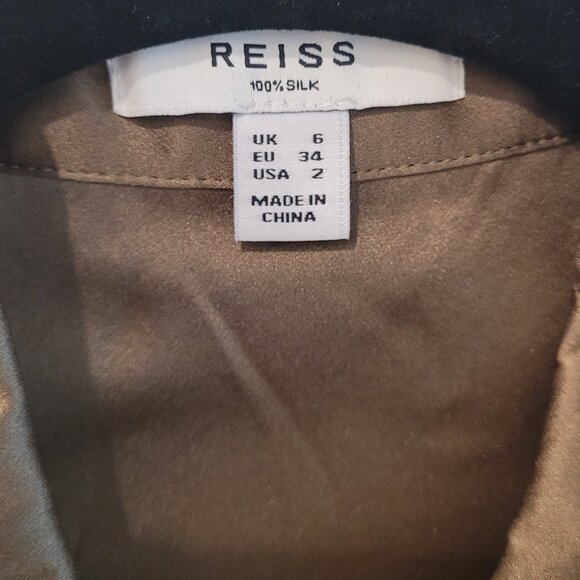 REISS
100% SILK
UK 6
EU 34
USA 2
MADE IN
CHINA